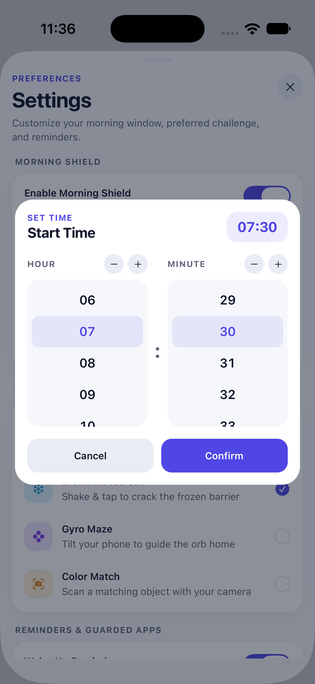 11:36
PREFERENCES
Settings
Customize your morning window, preferred challenge,
and reminders.
MORNING SHIELD
Enable Morning Shield
SET TIME
Start Time
07:30
HOUR
− +
MINUTE
− +
06
07
08
09
10
:
29
30
31
32
33
Cancel
Confirm
Shake & tap to crack the frozen barrier
Gyro Maze
Tilt your phone to guide the orb home
Color Match
Scan a matching object with your camera
REMINDERS & GUARDED APPS